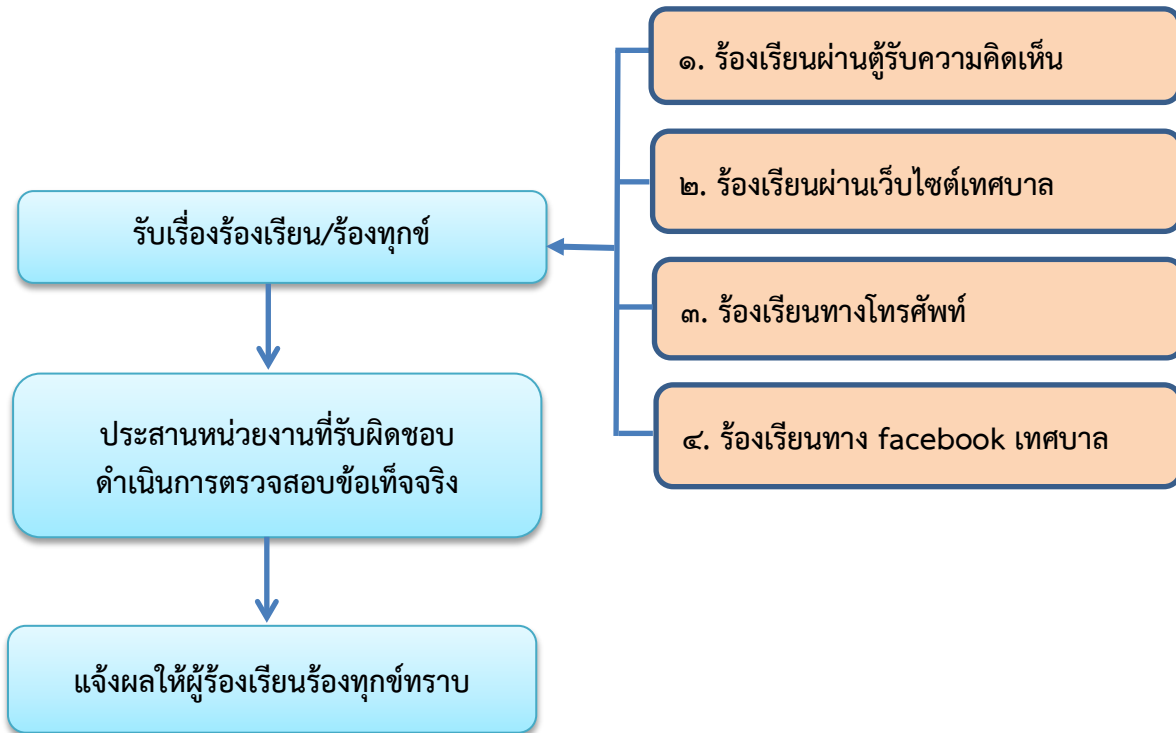 ๑. ร้องเรียนผ่านตู้รับความคิดเห็น
๒. ร้องเรียนผ่านเว็บไซต์เทศบาล
รับเรื่องร้องเรียน/ร้องทุกข์
๓. ร้องเรียนทางโทรศัพท์
ประสานหน่วยงานที่รับผิดชอบ
ดำเนินการตรวจสอบข้อเท็จจริง
๔. ร้องเรียนทาง facebook เทศบาล
แจ้งผลให้ผู้ร้องเรียนร้องทุกข์ทราบ